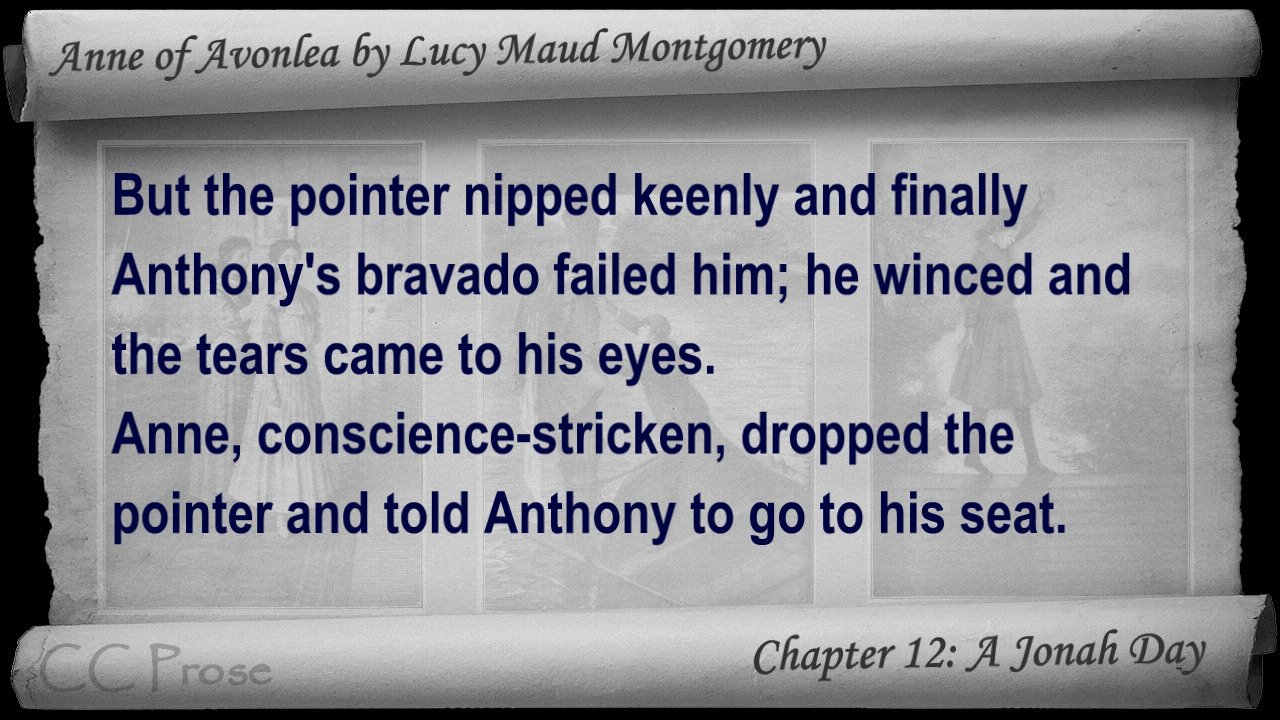 Anne of Avonlea by Lucy Maud Montgomery
But the pointer nipped keenly and finally
Anthony's bravado failed him; he winced and
the tears came to his eyes.
Anne, conscience-stricken, dropped the
pointer and told Anthony to go to his seat.
CC Prose
Chapter 12: A Jonah Day